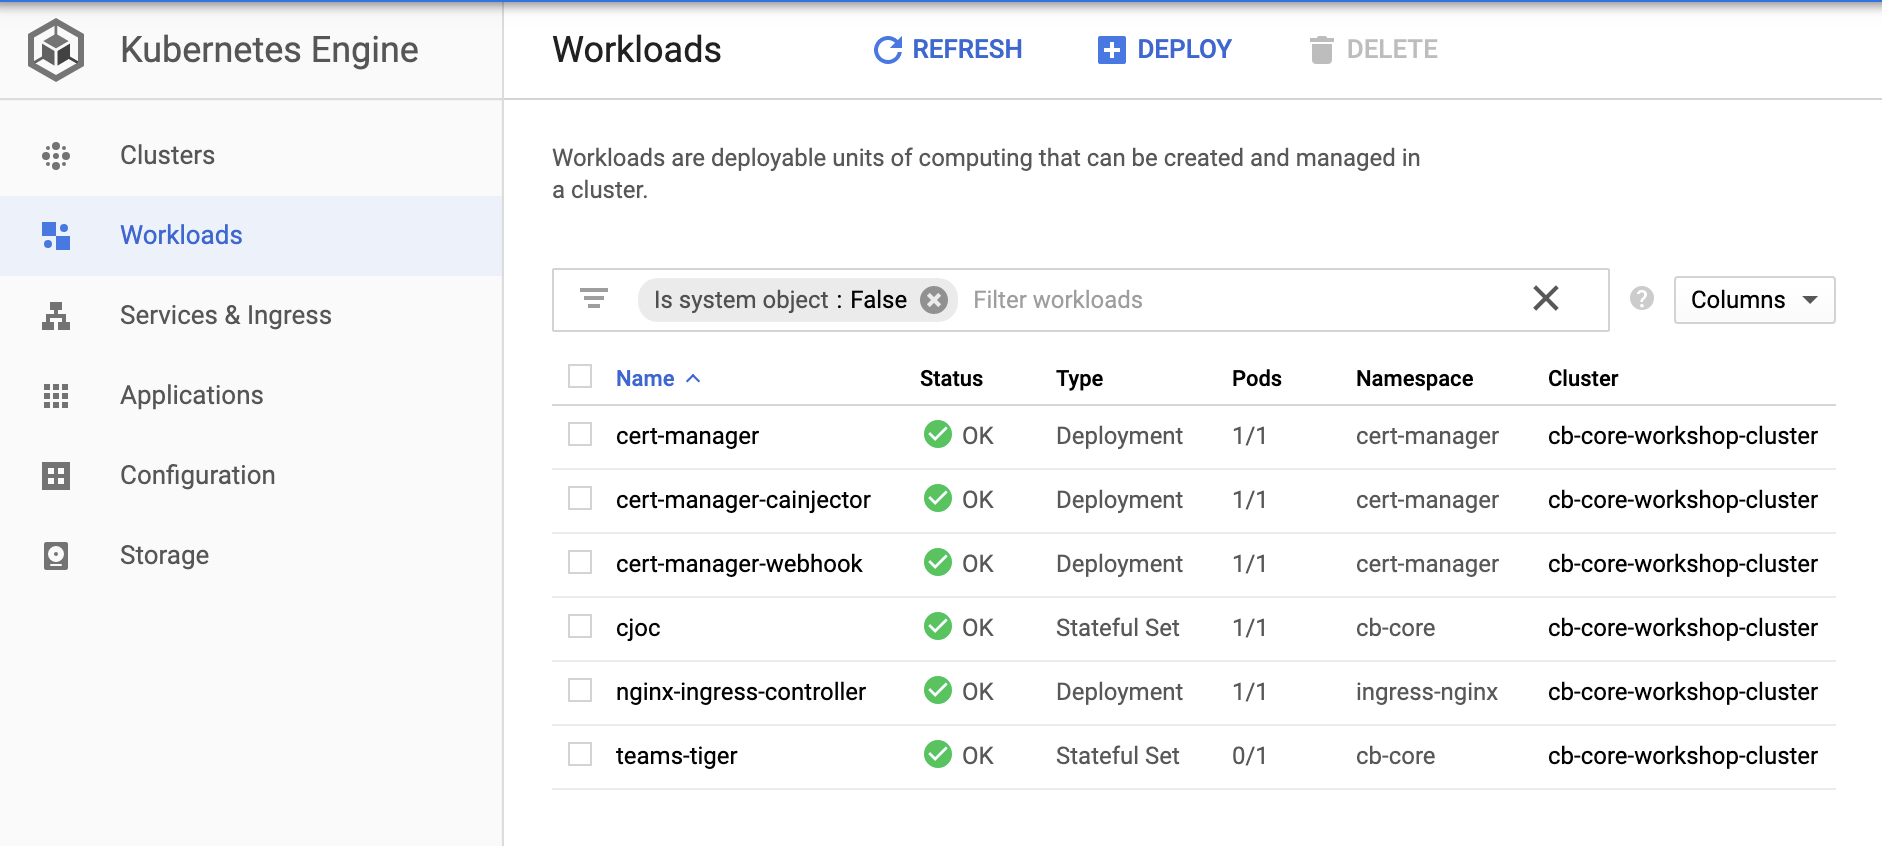 Kubernetes Engine
Workloads
REFRESH
DEPLOY
DELETE
Clusters
Workloads
Services & Ingress
Applications
Configuration
Storage
Workloads are deployable units of computing that can be created and managed in
a cluster.
Is system object : False Filter workloads
Columns
Name Status Type Pods Namespace Cluster
cert-manager OK Deployment 1/1 cert-manager cb-core-workshop-cluster
cert-manager-cainjector OK Deployment 1/1 cert-manager cb-core-workshop-cluster
cert-manager-webhook OK Deployment 1/1 cert-manager cb-core-workshop-cluster
cjoc OK Stateful Set 1/1 cb-core cb-core-workshop-cluster
nginx-ingress-controller OK Deployment 1/1 ingress-nginx cb-core-workshop-cluster
teams-tiger OK Stateful Set 0/1 cb-core cb-core-workshop-cluster